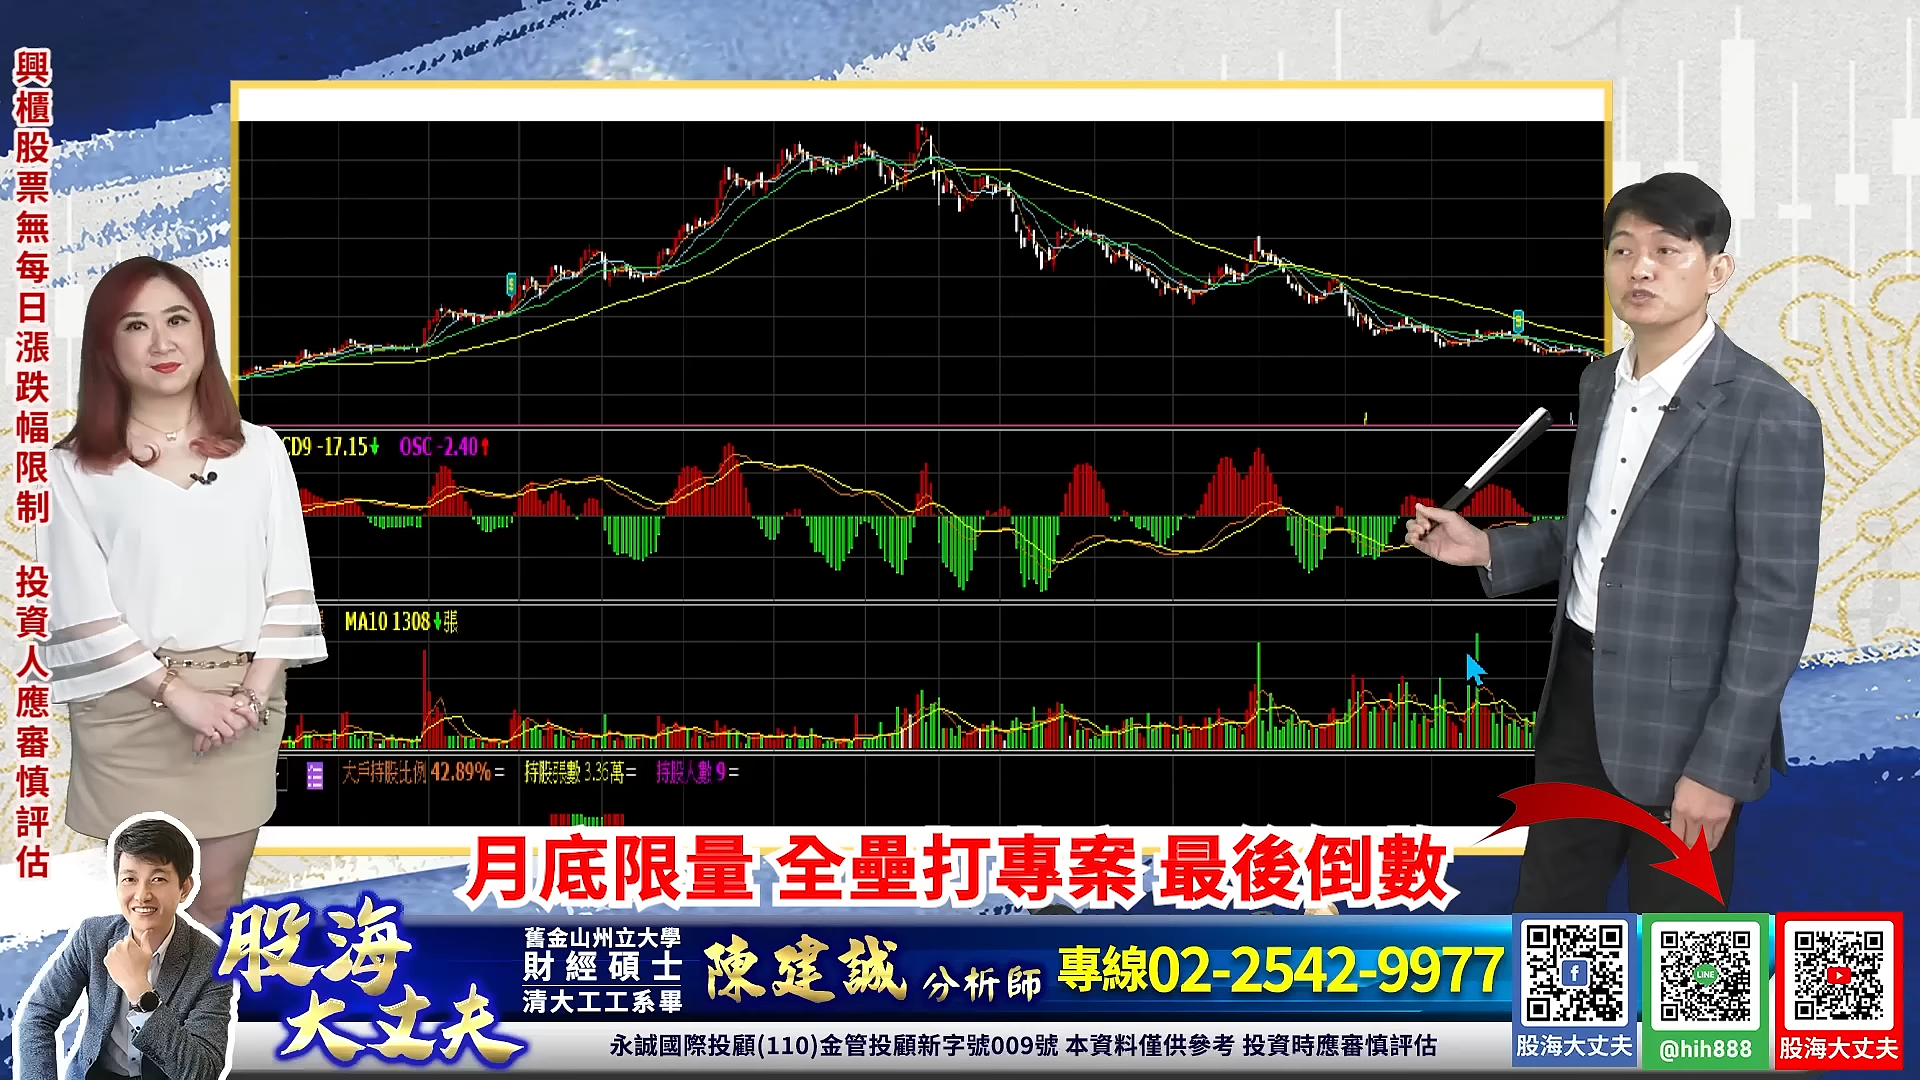 興櫃股票無每日漲跌幅限制 投資人應審慎評估
CD9 -17.15↓ OSC -2.40↑
MA10 1308↓張
大戶持股比例 42.89%= 持股張數 3.36萬= 持股人數 9=
月底限量 全壘打專案 最後倒數
股海
大丈夫
舊金山州立大學
財經碩士
清大工工系畢
陳建誠 分析師
專線02-2542-9977
永誠國際投顧(110)金管投顧新字號009號 本資料僅供參考 投資時應審慎評估
股海大丈夫
LINE
@hih888
股海大丈夫